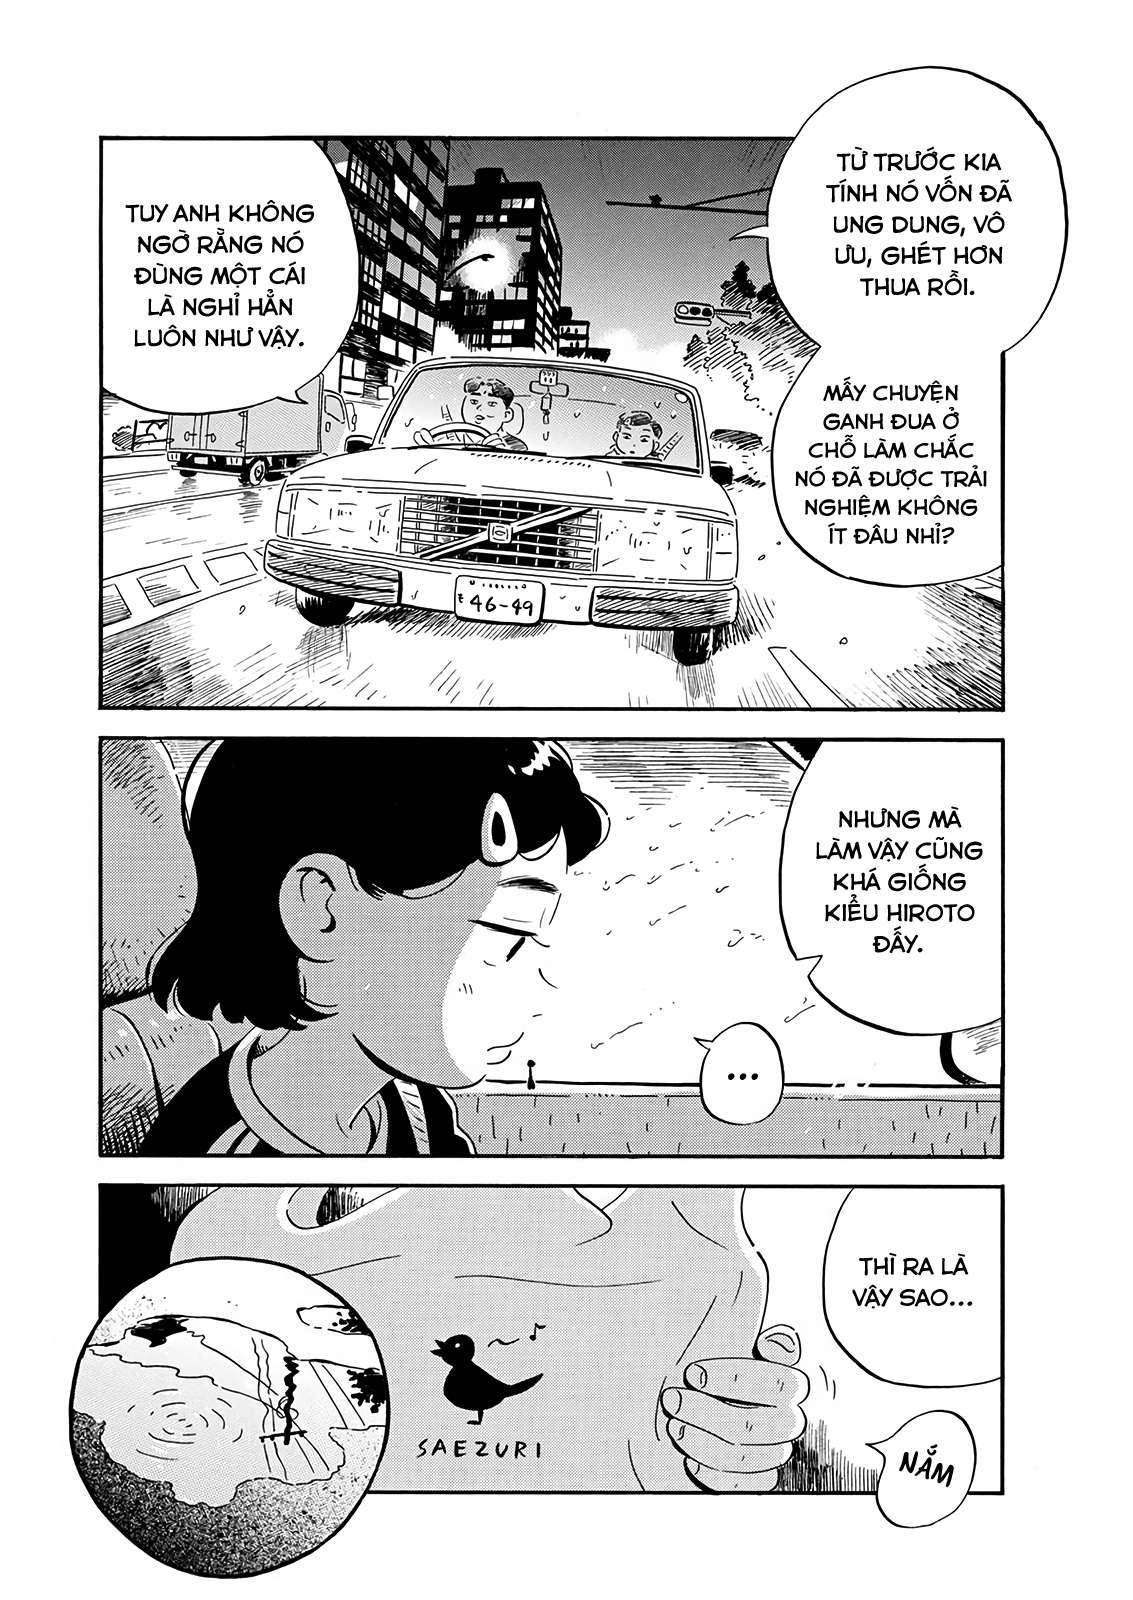 TỪ TRƯỚC KIA
TÍNH NÓ VỐN ĐÃ
UNG DUNG, VÔ
ƯU, GHÉT HƠN
THUA RỒI.
MẤY CHUYỆN
GANH ĐUA Ở
CHỖ LÀM CHẮC
NÓ ĐÃ ĐƯỢC TRẢI
NGHIỆM KHÔNG
ÍT ĐÂU NHỈ?
TUY ANH KHÔNG
NGỜ RẰNG NÓ
ĐÙNG MỘT CÁI
LÀ NGHỈ HẲN
LUÔN NHƯ VẬY.
46-49
NHƯNG MÀ
LÀM VẬY CŨNG
KHÁ GIỐNG
KIỂU HIROTO
ĐẤY.
...
THÌ RA LÀ
VẬY SAO...
SAEZURI
NẮM